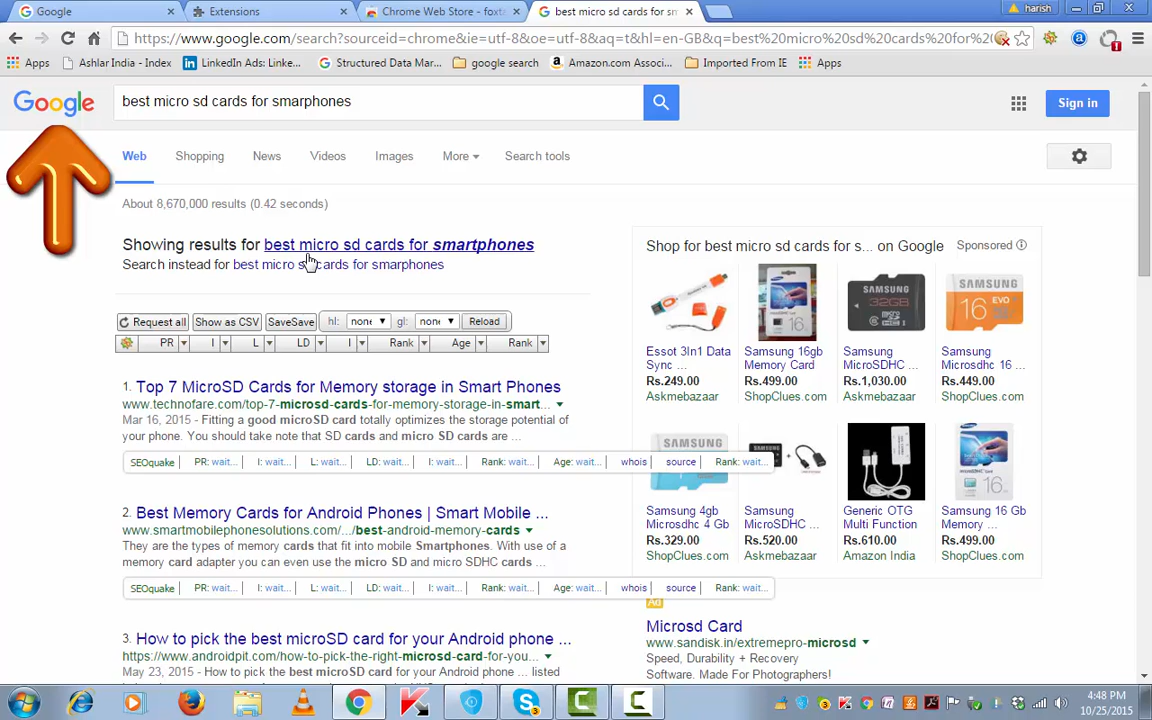 Google
Extensions
Chrome Web Store - foxt
best micro sd cards for sm
harish
https://www.google.com/search?sourceid=chrome&ie=utf-8&oe=utf-8&aq=t&hl=en-GB&q=best%20micro%20sd%20cards%20for%20
Apps
Ashlar India - Index
LinkedIn Ads: Linke...
Structured Data Mar...
google search
Amazon.com Associ...
Imported From IE
Apps
Google
best micro sd cards for smarphones
Sign in
Web
Shopping
News
Videos
Images
More
Search tools
About 8,670,000 results (0.42 seconds)
Showing results for best micro sd cards for smartphones
Search instead for best micro sd cards for smarphones
Request all
Show as CSV
SaveSave
hl: none
gl: none
Reload
PR I L LD I Rank Age Rank
1. Top 7 MicroSD Cards for Memory storage in Smart Phones
www.technofare.com/top-7-microsd-cards-for-memory-storage-in-smart...
Mar 16, 2015 - Fitting a good microSD card totally optimizes the storage potential of
your phone. You should take note that SD cards and micro SD cards are ...
SEOquake PR: wait... I: wait... L: wait... LD: wait... I: wait... Rank: wait... Age: wait... whois source Rank: wait...
2. Best Memory Cards for Android Phones | Smart Mobile ...
www.smartmobilephonesolutions.com/.../best-android-memory-cards
They are the types of memory cards that fit into mobile Smartphones. With use of a
memory card adapter you can even use the micro SD and micro SDHC cards ...
SEOquake PR: wait... I: wait... L: wait... LD: wait... I: wait... Rank: wait... Age: wait... whois source Rank: wait...
3. How to pick the best microSD card for your Android phone ...
https://www.androidpit.com/how-to-pick-the-right-microsd-card-for-you...
May 23, 2015 - How to pick the best microSD card for your Android phone ... listed
Shop for best micro sd cards for s... on Google
Sponsored
Essot 3In1 Data
Sync ...
Rs.249.00
Askmebazaar
Samsung 16gb
Memory Card
Rs.499.00
ShopClues.com
Samsung
MicroSDHC ...
Rs.1,030.00
Askmebazaar
Samsung
Microsdhc 16 ...
Rs.449.00
ShopClues.com
Samsung 4gb
Microsdhc 4 Gb
Rs.329.00
ShopClues.com
Samsung
MicroSDHC ...
Rs.520.00
Askmebazaar
Generic OTG
Multi Function
Rs.610.00
Amazon India
Samsung 16 Gb
Memory ...
Rs.499.00
ShopClues.com
Ad
Microsd Card
www.sandisk.in/extremepro-microsd
Speed, Durability + Recovery
Software. Made For Photographers!
4:48 PM
10/25/2015